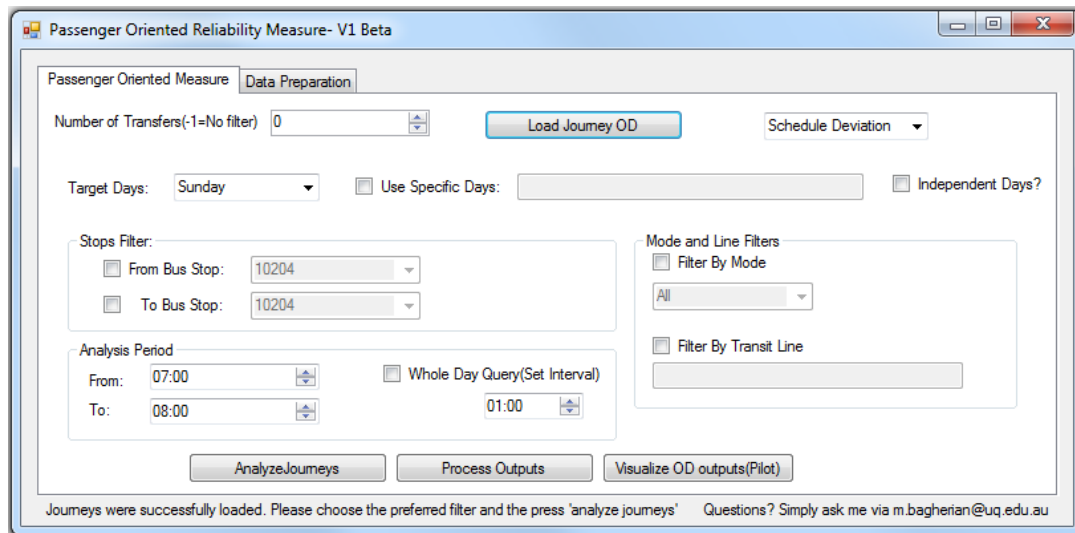 Passenger Oriented Reliability Measure- V1 Beta
Passenger Oriented Measure
Data Preparation
Number of Transfers(-1=No filter)
0
Load Journey OD
Schedule Deviation
Target Days:
Sunday
Use Specific Days:
Independent Days?
Stops Filter:
From Bus Stop:
10204
To Bus Stop:
10204
Mode and Line Filters
Filter By Mode
All
Filter By Transit Line
Analysis Period
From:
07:00
To:
08:00
Whole Day Query(Set Interval)
01:00
AnalyzeJourneys
Process Outputs
Visualize OD outputs(Pilot)
Journeys were successfully loaded. Please choose the preferred filter and the press 'analyze journeys'
Questions? Simply ask me via m.bagherian@uq.edu.au